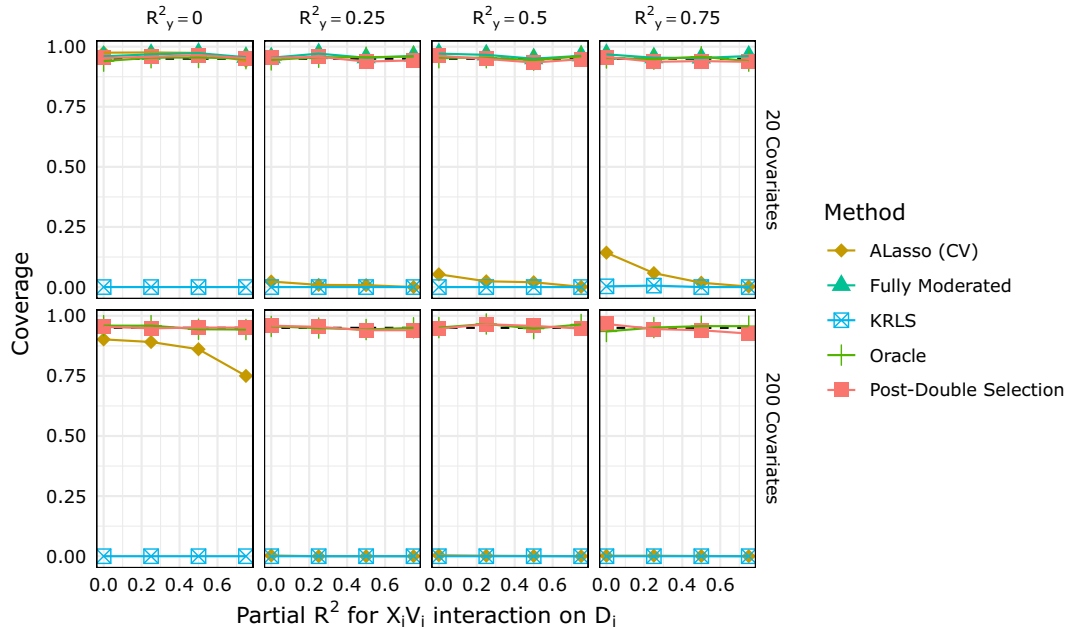 R²y = 0 R²y = 0.25 R²y = 0.5 R²y = 0.75
1.00
0.75
0.50
0.25
0.00
20 Covariates
1.00
0.75
0.50
0.25
0.00
200 Covariates
0.0 0.2 0.4 0.6 0.0 0.2 0.4 0.6 0.0 0.2 0.4 0.6 0.0 0.2 0.4 0.6
Coverage
Partial R² for XᵢVᵢ interaction on Dᵢ
Method
ALasso (CV)
Fully Moderated
KRLS
Oracle
Post-Double Selection